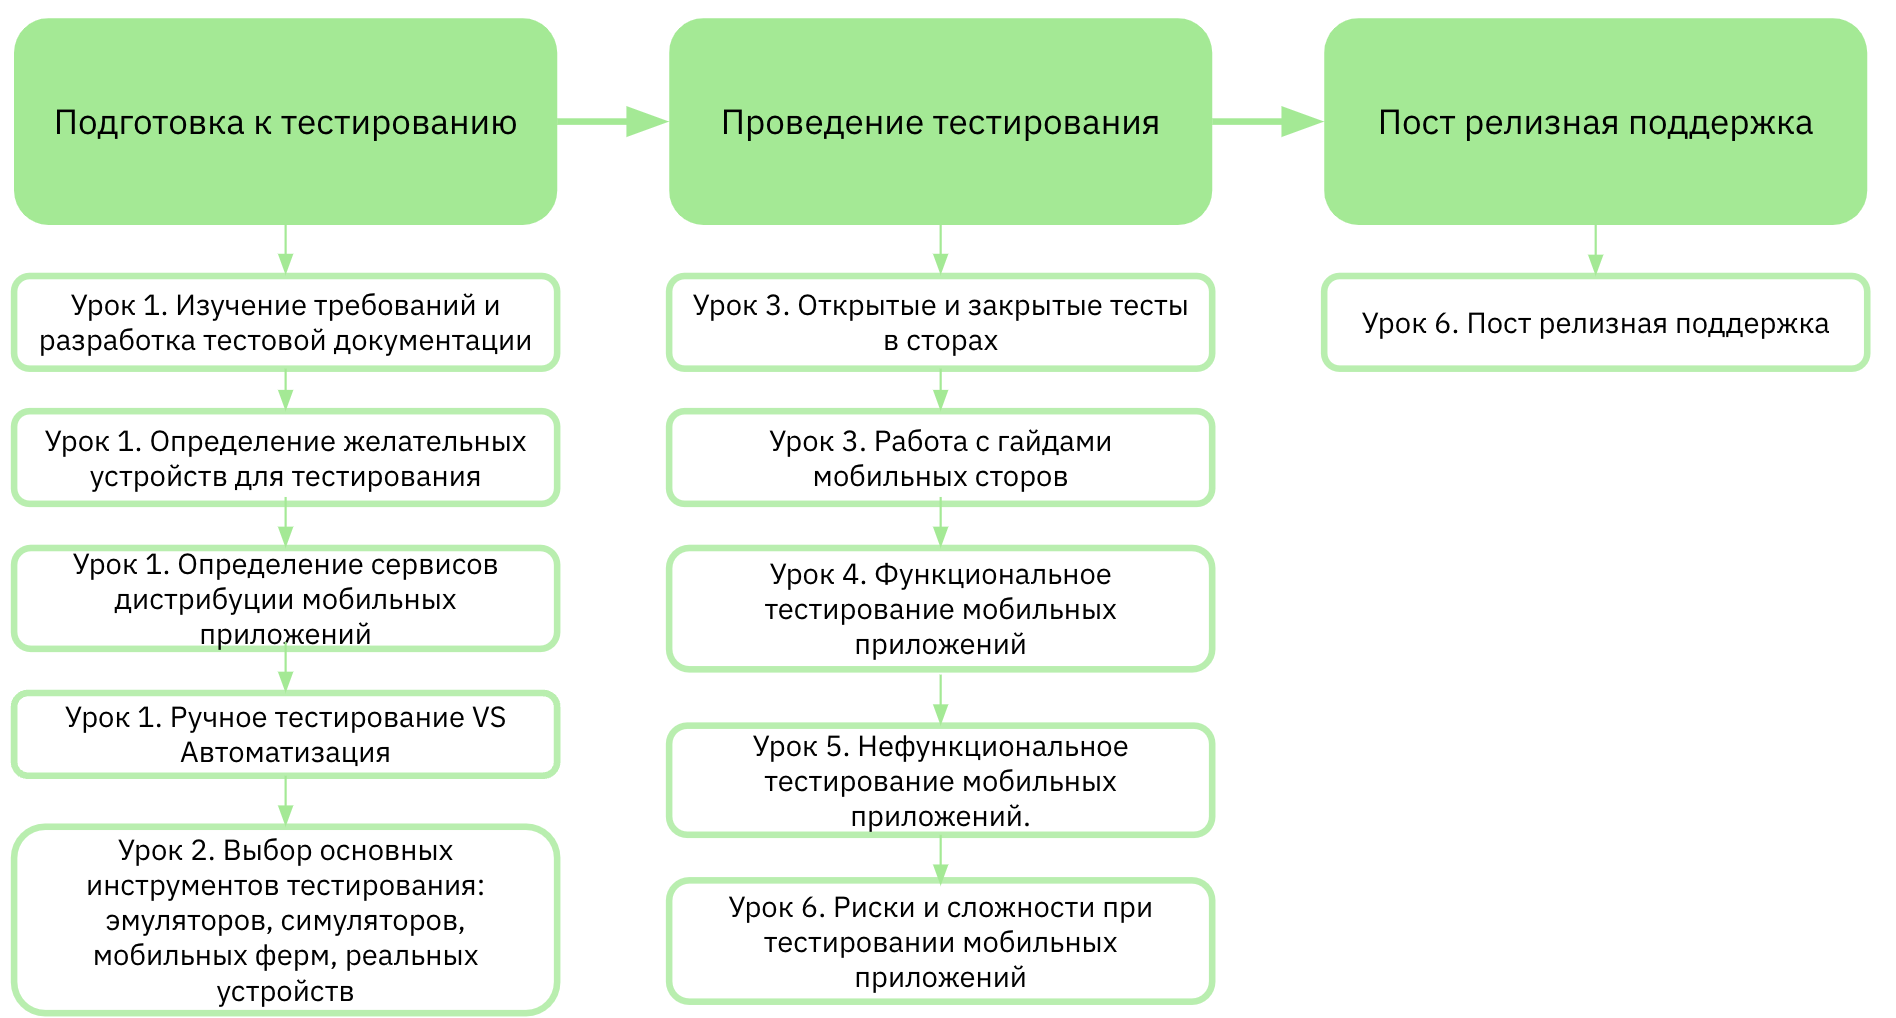 Подготовка к тестированию
Урок 1. Изучение требований и
разработка тестовой документации
Урок 1. Определение желательных
устройств для тестирования
Урок 1. Определение сервисов
дистрибуции мобильных
приложений
Урок 1. Ручное тестирование VS
Автоматизация
Урок 2. Выбор основных
инструментов тестирования:
эмуляторов, симуляторов,
мобильных ферм, реальных
устройств
Проведение тестирования
Урок 3. Открытые и закрытые тесты
в сторах
Урок 3. Работа с гайдами
мобильных сторов
Урок 4. Функциональное
тестирование мобильных
приложений
Урок 5. Нефункциональное
тестирование мобильных
приложений.
Урок 6. Риски и сложности при
тестировании мобильных
приложений
Пост релизная поддержка
Урок 6. Пост релизная поддержка